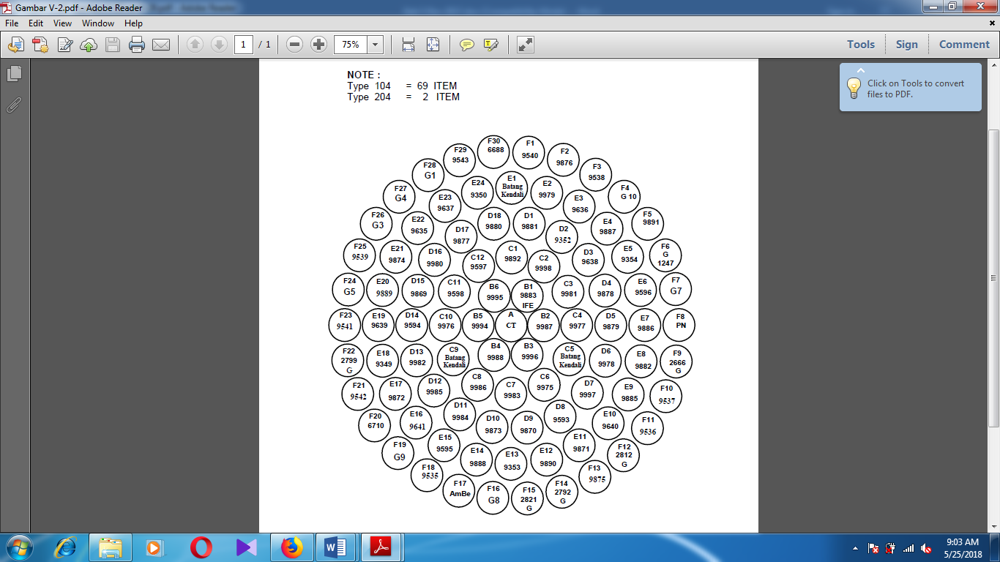 Gambar V-2.pdf - Adobe Reader
File Edit View Window Help
1 / 1 75% Tools Sign Comment
Click on Tools to convert
files to PDF.
NOTE :
Type 104 = 69 ITEM
Type 204 = 2 ITEM
F30
6688
F1
9540
F2
9876
F3
9538
F4
G 10
F5
9891
F6
G
1247
F7
G7
F8
PN
F9
2666
G
F10
9537
F11
9536
F12
2812
G
F13
9875
F14
2792
G
F15
2821
G
F16
G8
F17
AmBe
F18
9535
F19
G9
F20
6710
F21
9542
F22
2799
G
F23
9541
F24
G5
F25
9539
F26
G3
F27
G4
F28
G1
F29
9543
E1
Batang
Kendali
E2
9979
E3
9636
E4
9887
E5
9354
E6
9596
E7
9886
E8
9882
E9
9885
E10
9640
E11
9871
E12
9890
E13
9353
E14
9888
E15
9595
E16
9641
E17
9872
E18
9349
E19
9639
E20
9889
E21
9874
E22
9635
E23
9637
E24
9350
D1
9881
D2
9352
D3
9638
D4
9878
D5
9879
D6
9978
D7
9997
D8
9593
D9
9870
D10
9873
D11
9984
D12
9985
D13
9982
D14
9594
D15
9869
D16
9980
D17
9877
D18
9880
C1
9892
C2
9998
C3
9981
C4
9977
C5
Batang
Kendali
C6
9975
C7
9983
C8
9986
C9
Batang
Kendali
C10
9976
C11
9598
C12
9597
B1
9883
IFE
B2
9987
B3
9996
B4
9988
B5
9994
B6
9995
A
CT
9:03 AM
5/25/2018